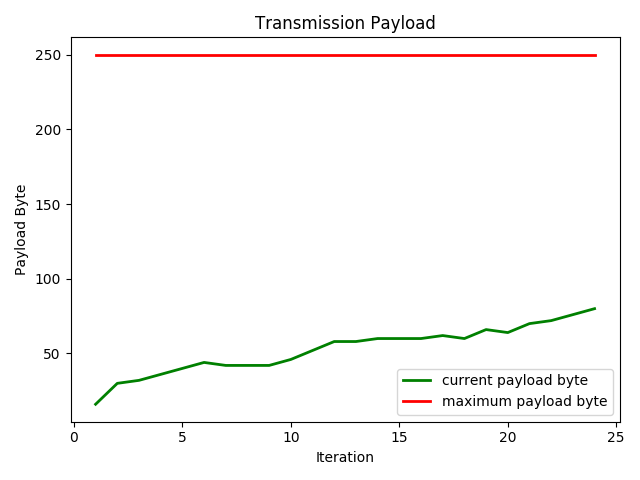 Transmission Payload
250
200
150
100
50
Payload Byte
current payload byte
maximum payload byte
0
5
10
15
20
25
Iteration